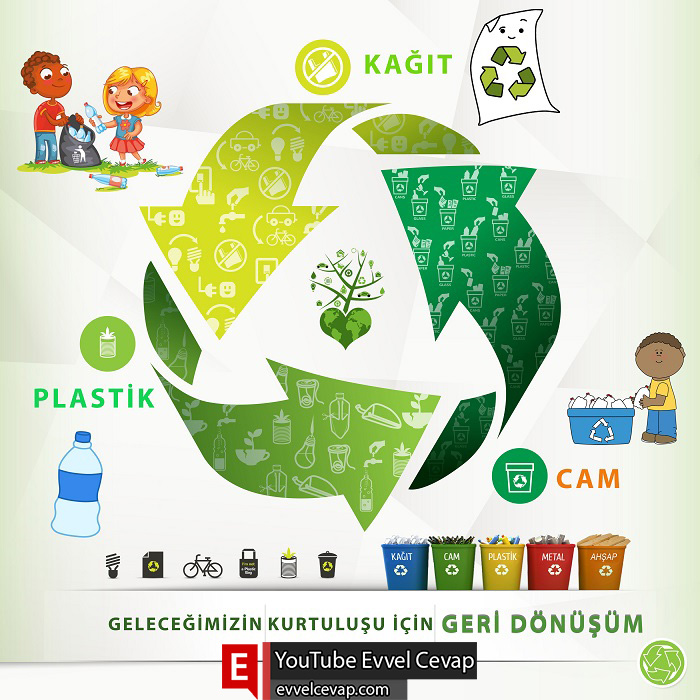 KAĞIT
PLASTİK
CAM
KAĞIT
CAM
PLASTİK
METAL
AHŞAP
GELECEĞİMİZİN KURTULUŞU İÇİN GERİ DÖNÜŞÜM
E YouTube Evvel Cevap
evvelcevap.com